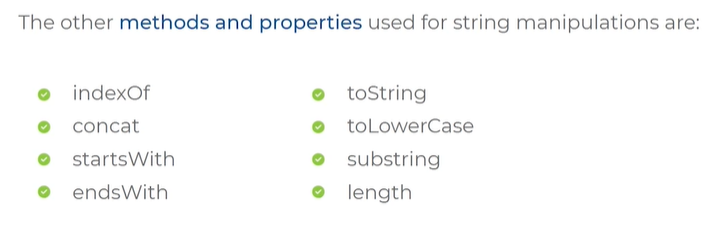 The other methods and properties used for string manipulations are:
indexOf
concat
startsWith
endsWith
toString
toLowerCase
substring
length